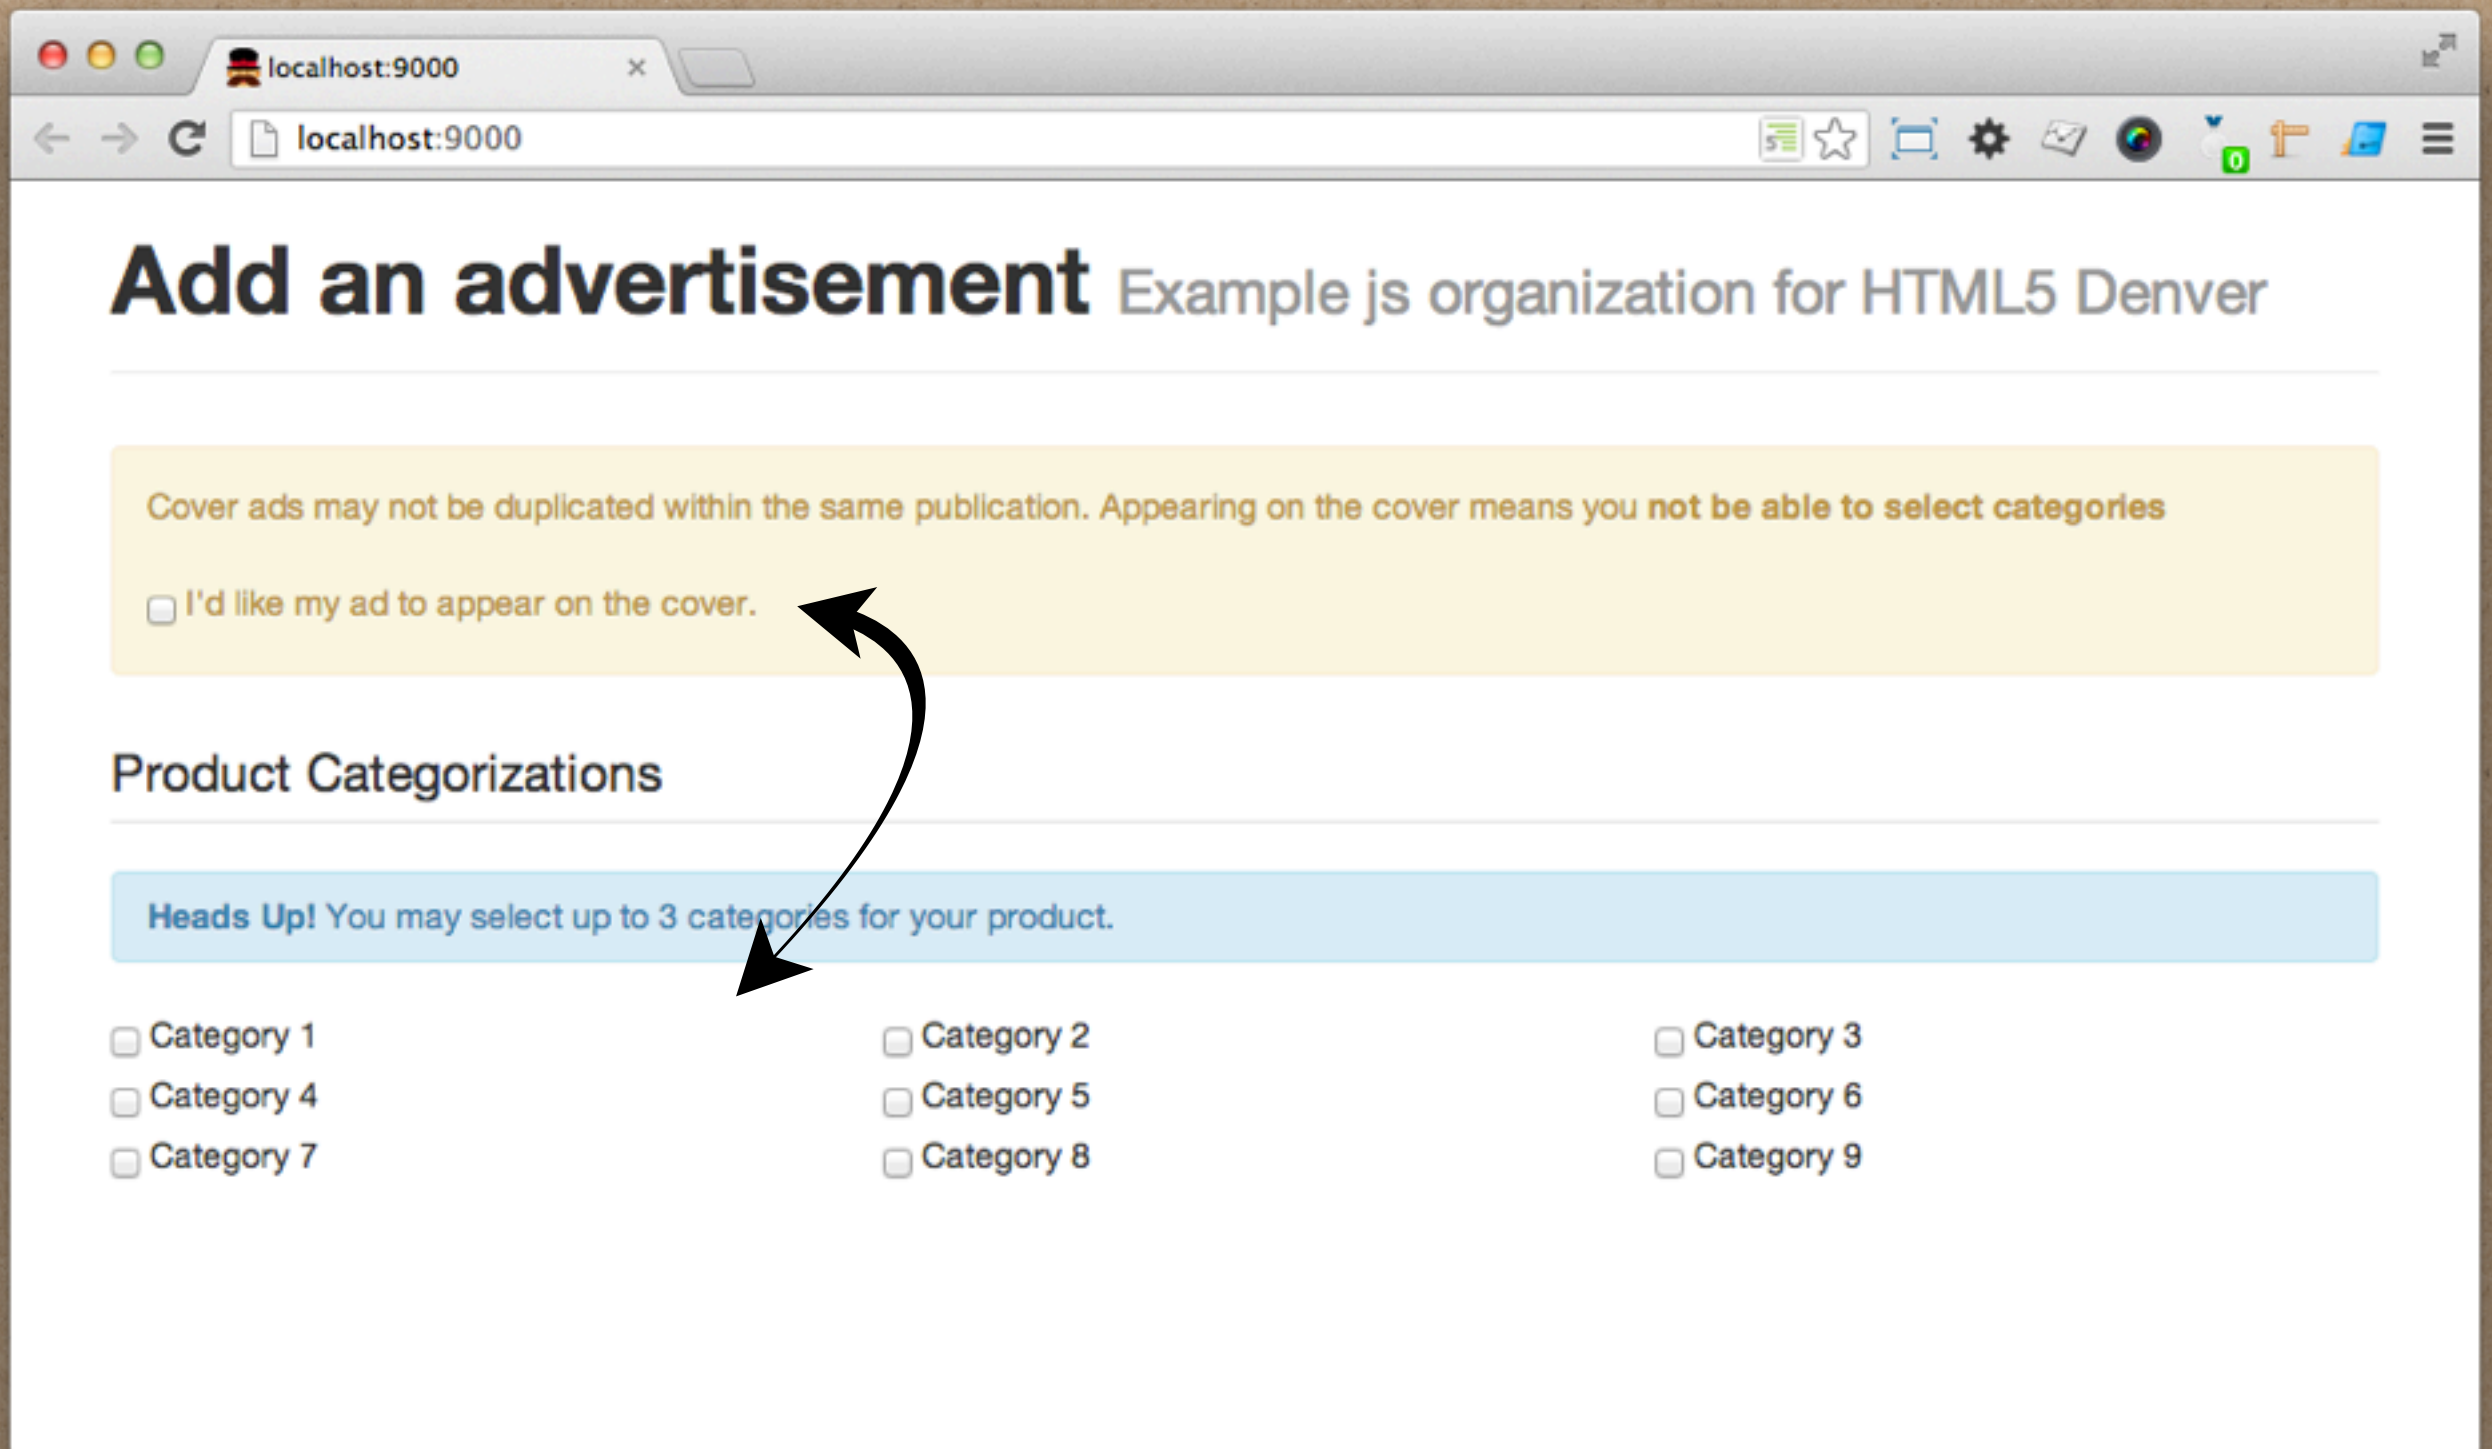 localhost:9000
localhost:9000
0
Add an advertisement Example js organization for HTML5 Denver
Cover ads may not be duplicated within the same publication. Appearing on the cover means you not be able to select categories
I'd like my ad to appear on the cover.
Product Categorizations
Heads Up! You may select up to 3 categories for your product.
Category 1 Category 2 Category 3
Category 4 Category 5 Category 6
Category 7 Category 8 Category 9